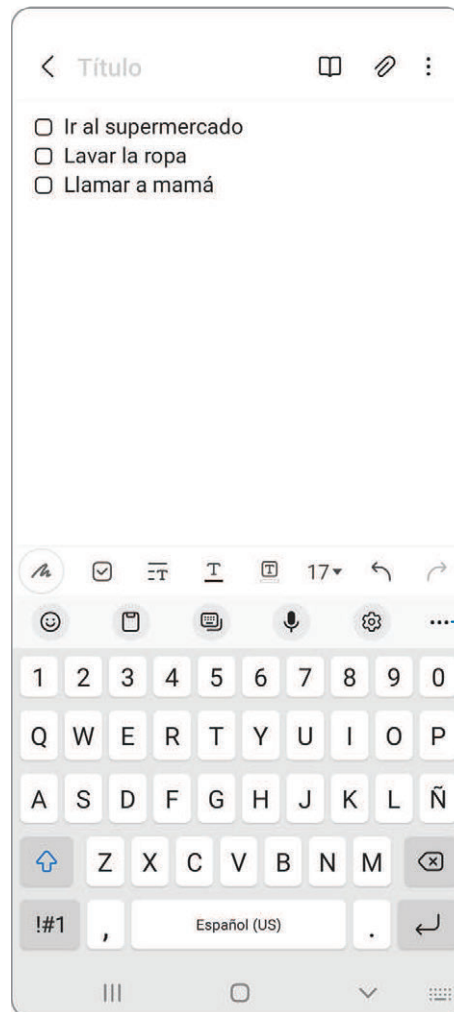 Título
Ir al supermercado
Lavar la ropa
Llamar a mamá
T T T 17
1 2 3 4 5 6 7 8 9 0
Q W E R T Y U I O P
A S D F G H J K L Ñ
Z X C V B N M
!#1 , Español (US) .